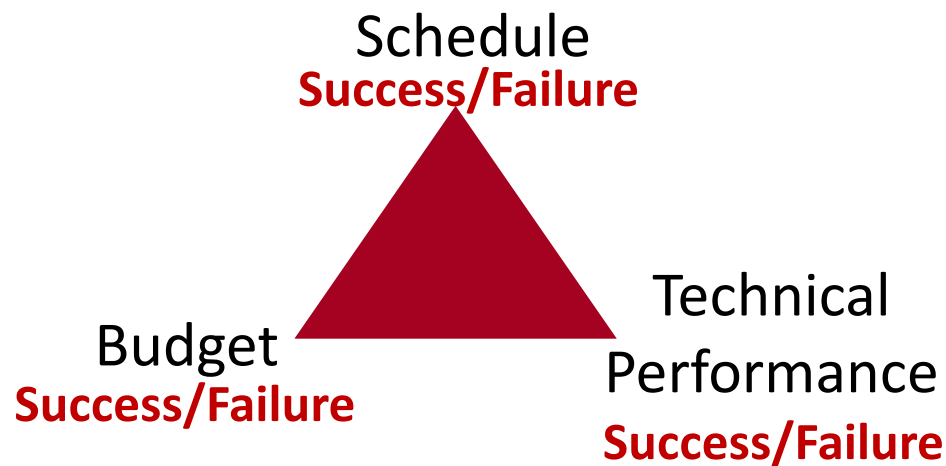 Schedule
Success/Failure
Budget
Success/Failure
Technical
Performance
Success/Failure